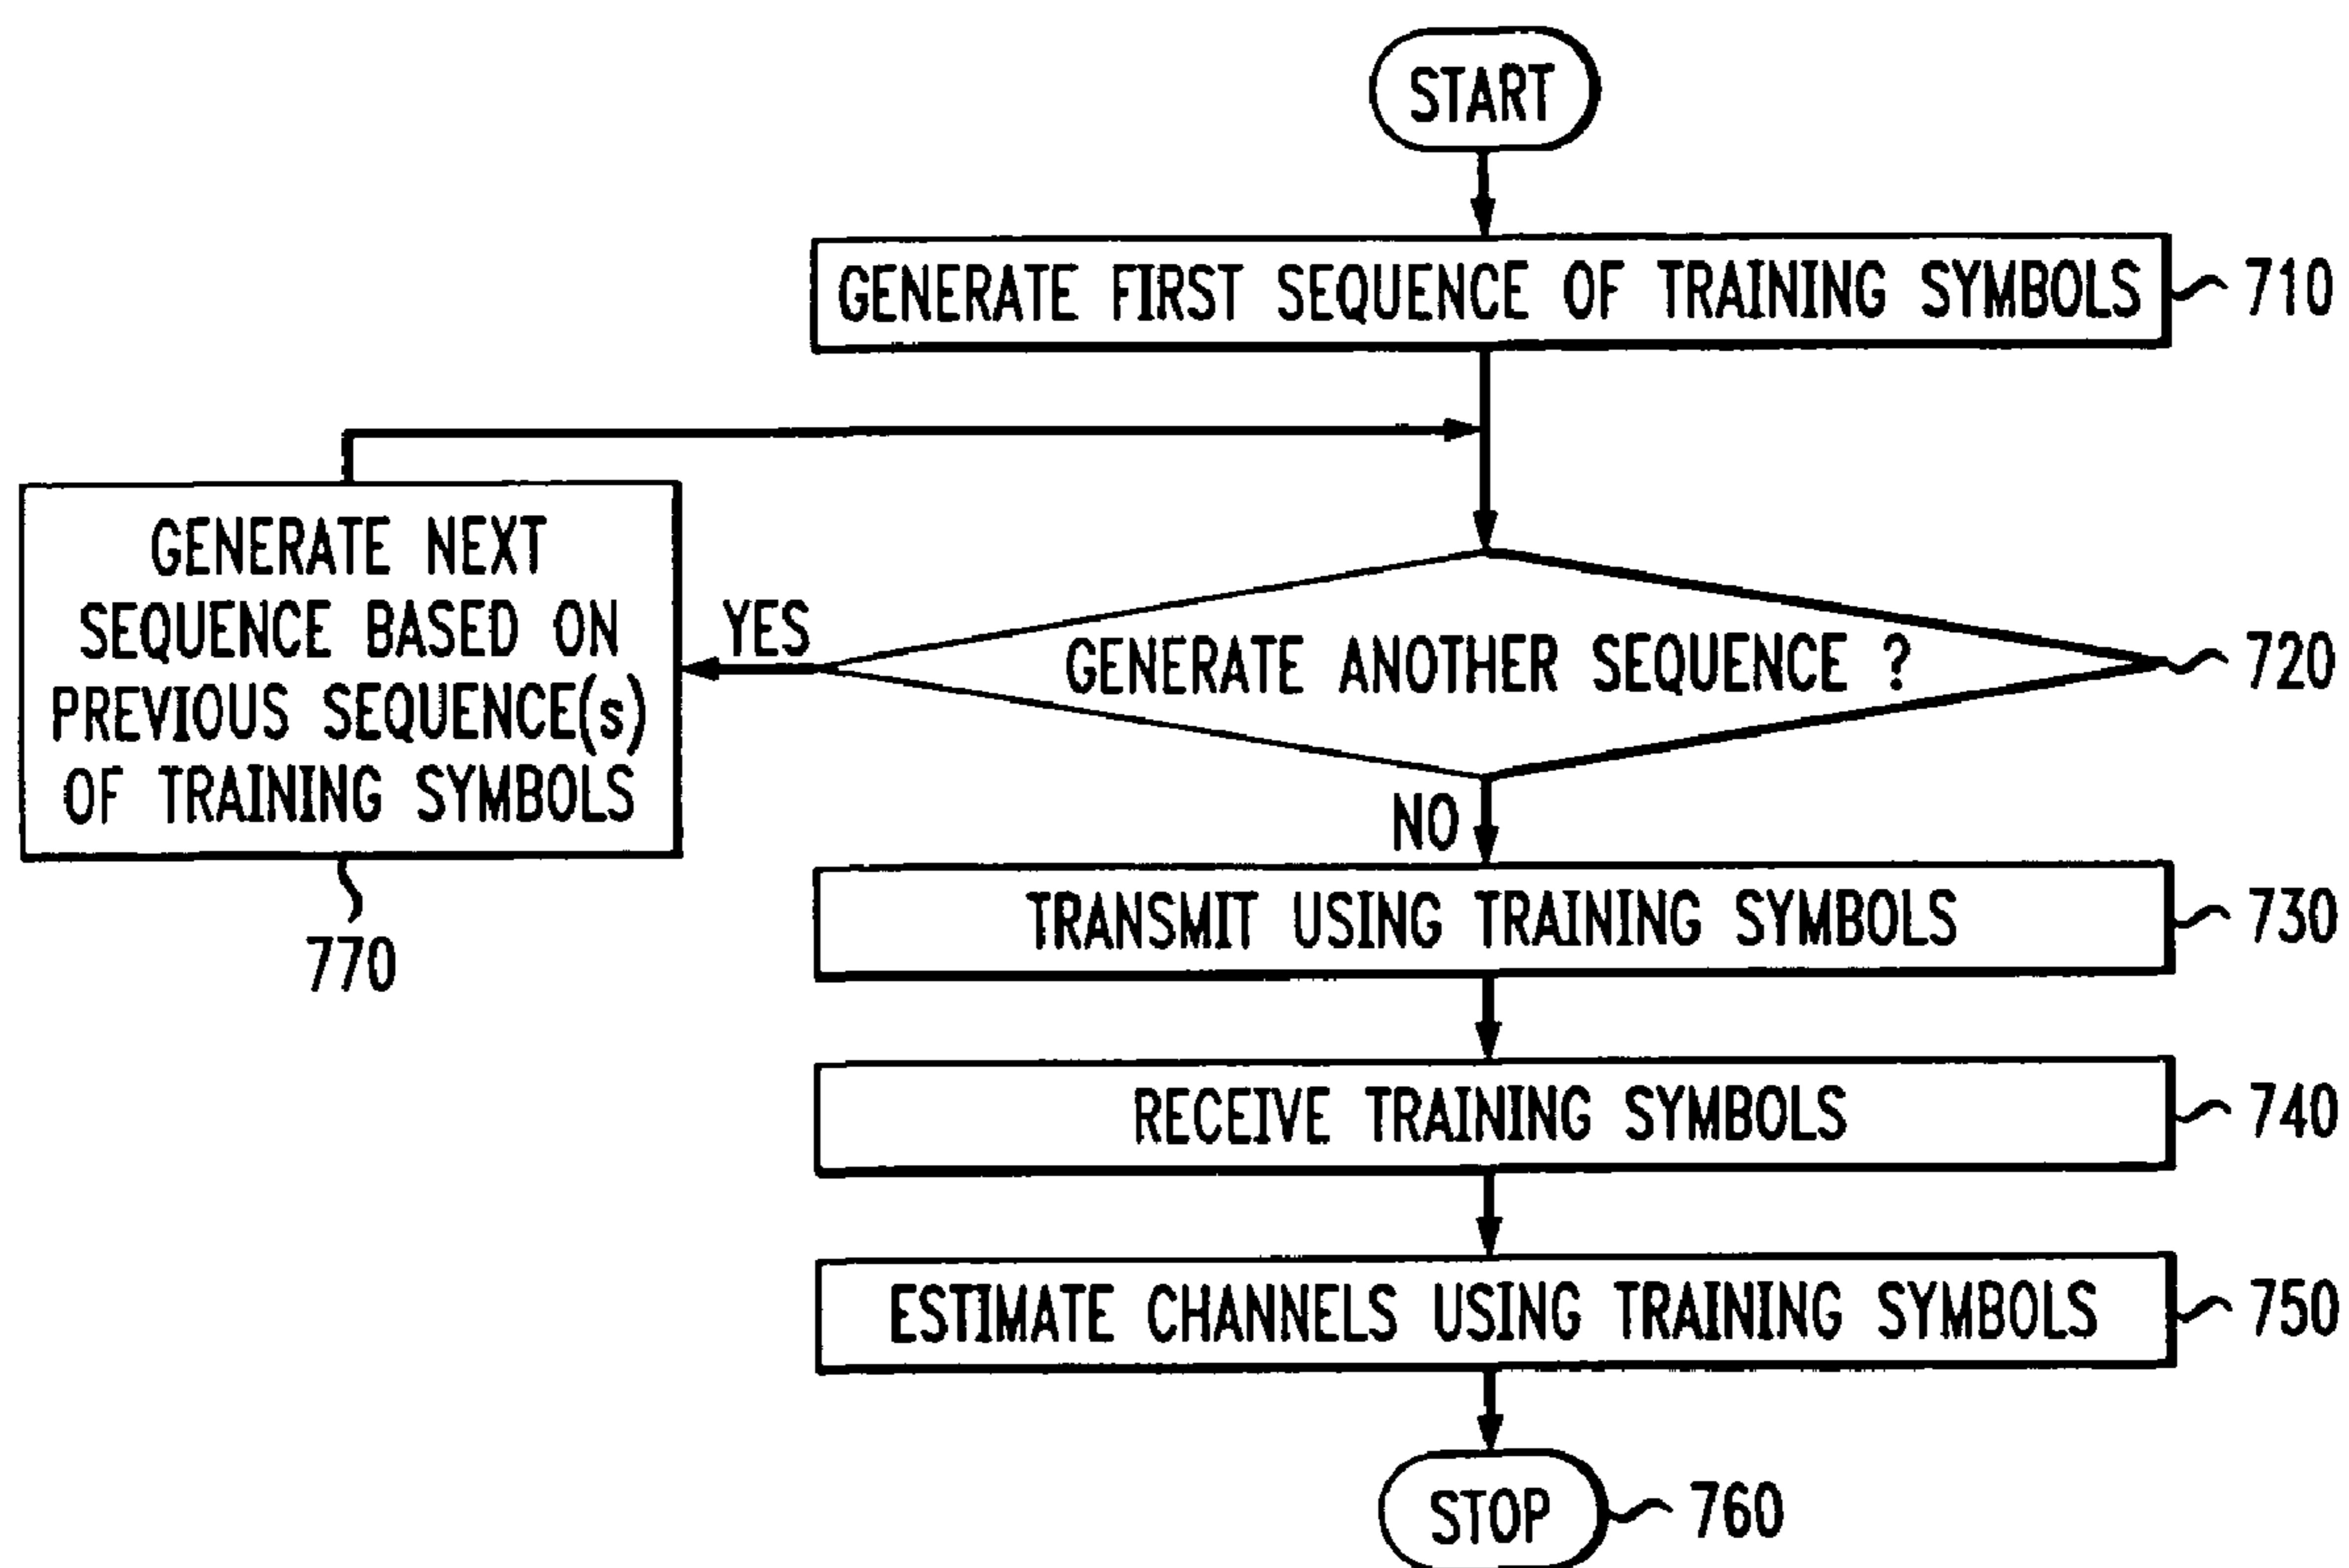 START
GENERATE FIRST SEQUENCE OF TRAINING SYMBOLS
710
GENERATE NEXT
SEQUENCE BASED ON
PREVIOUS SEQUENCE(s)
OF TRAINING SYMBOLS
770
YES
GENERATE ANOTHER SEQUENCE ?
720
NO
TRANSMIT USING TRAINING SYMBOLS
730
RECEIVE TRAINING SYMBOLS
740
ESTIMATE CHANNELS USING TRAINING SYMBOLS
750
STOP
760